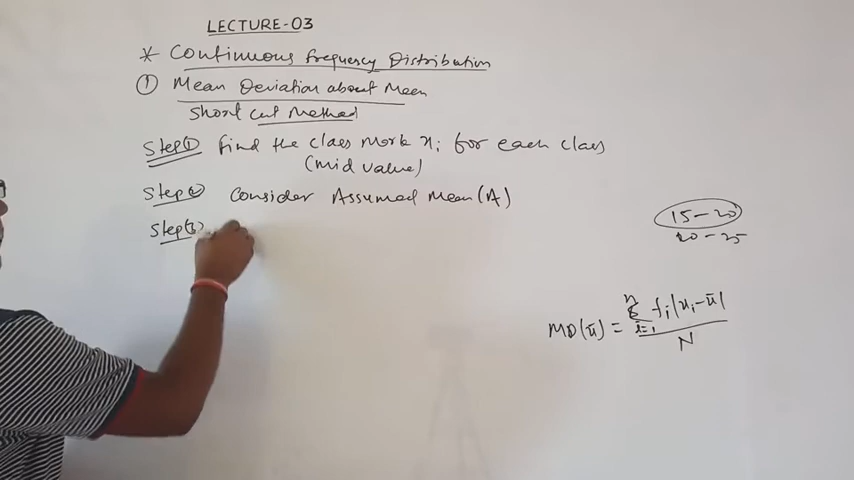 LECTURE-03
* Continuous frequency Distribution
① Mean Deviation about Mean
Short cut Method
Step① find the class mark xᵢ for each class
(mid value)
Step② Consider Assumed Mean (A)
Step③
15-20
20-25
MD(x̄) = Σᵢ₌₁ⁿ fᵢ|xᵢ-x̄| / N